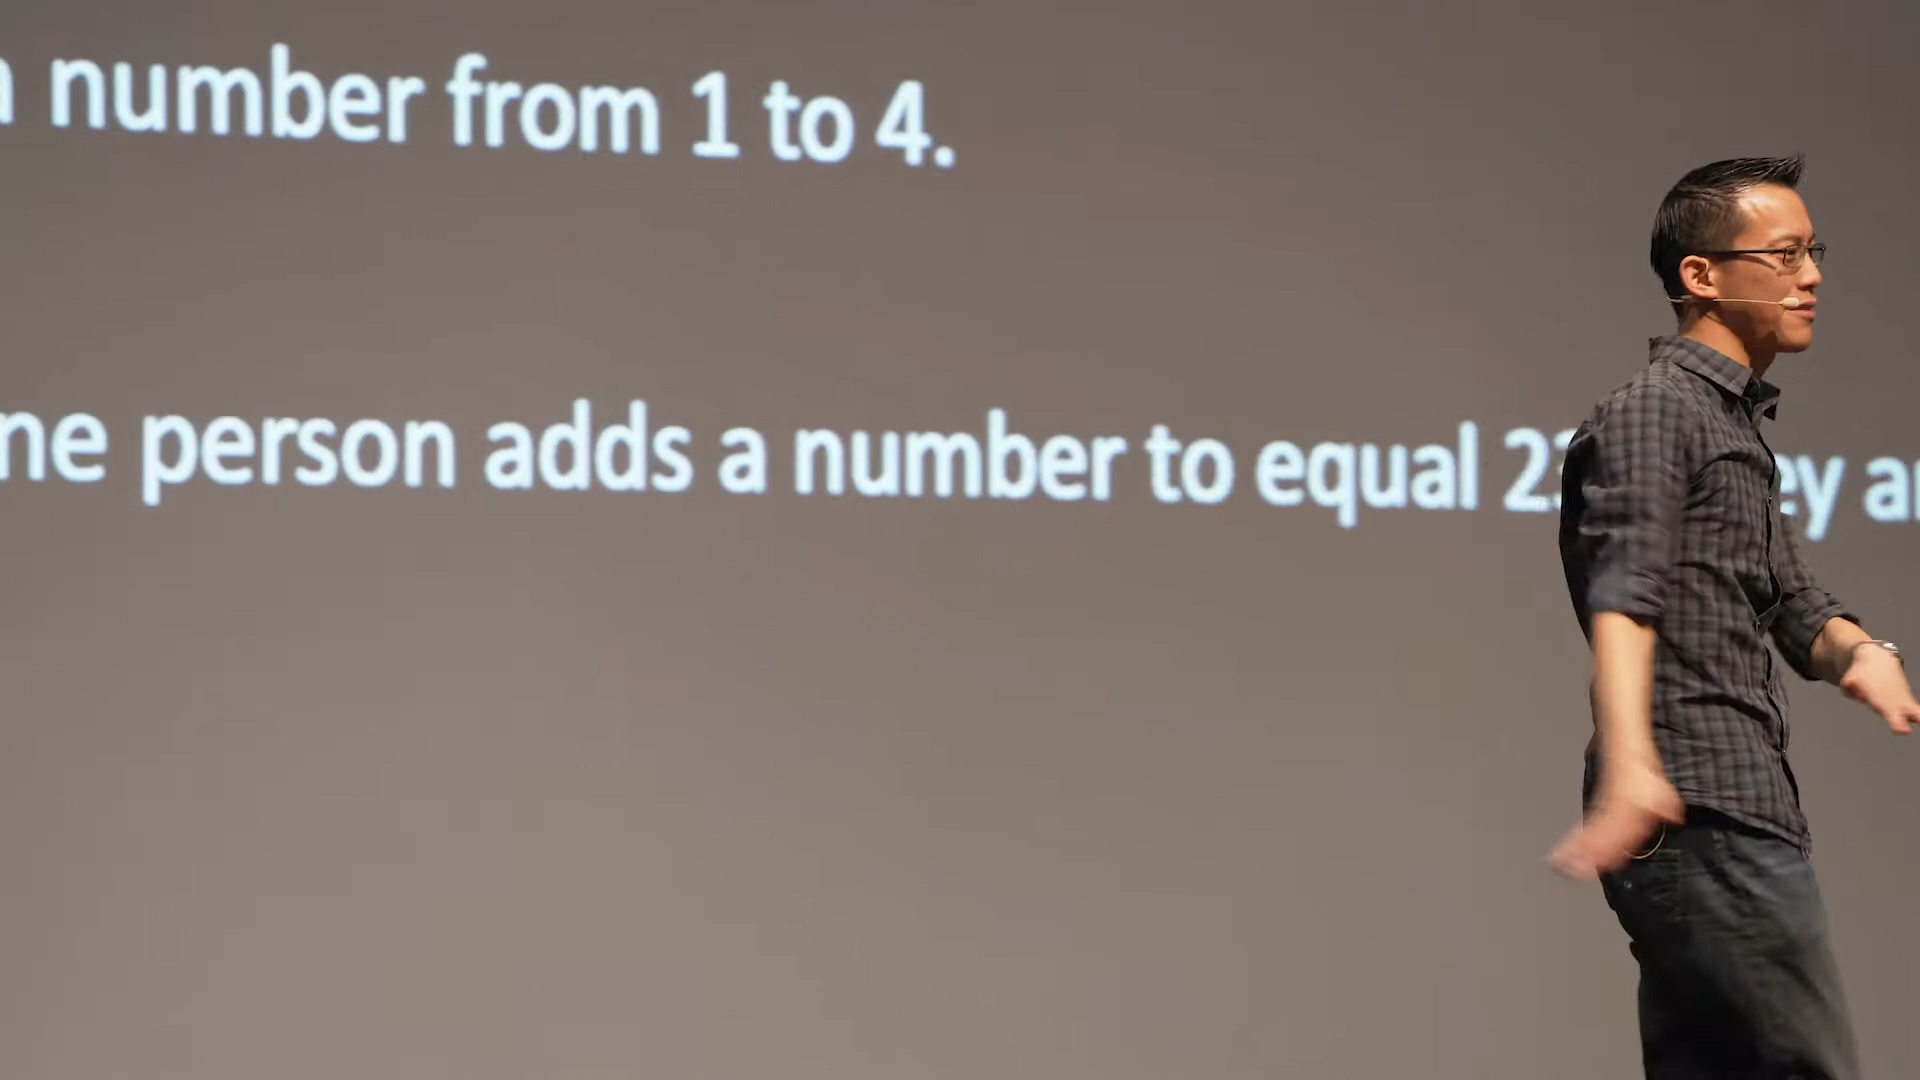 number from 1 to 4.
person adds a number to equal